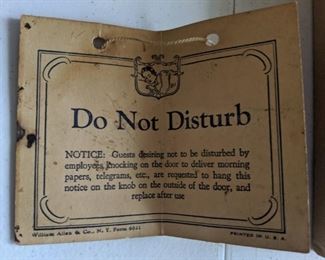 Do Not Disturb
NOTICE: Guests desiring not to be disturbed by
employees knocking on the door to deliver morning
papers, telegrams, etc., are requested to hang this
notice on the knob on the outside of the door, and
replace after use
William Allen & Co., N. Y. Form 6021
PRINTED IN U. S. A.